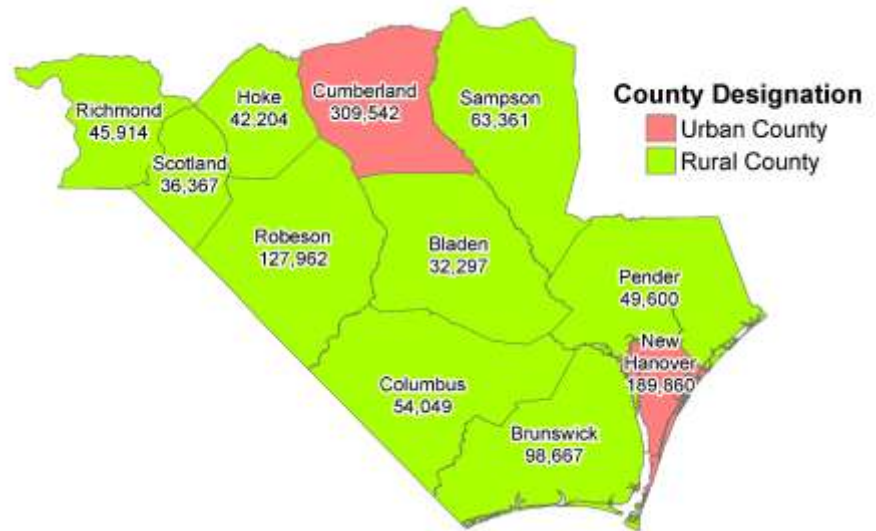 Richmond
45,914
Hoke
42,204
Cumberland
309,542
Sampson
63,361
County Designation
Urban County
Rural County
Scotland
36,367
Robeson
127,962
Bladen
32,297
Pender
49,600
New
Hanover
189,860
Columbus
54,049
Brunswick
98,667